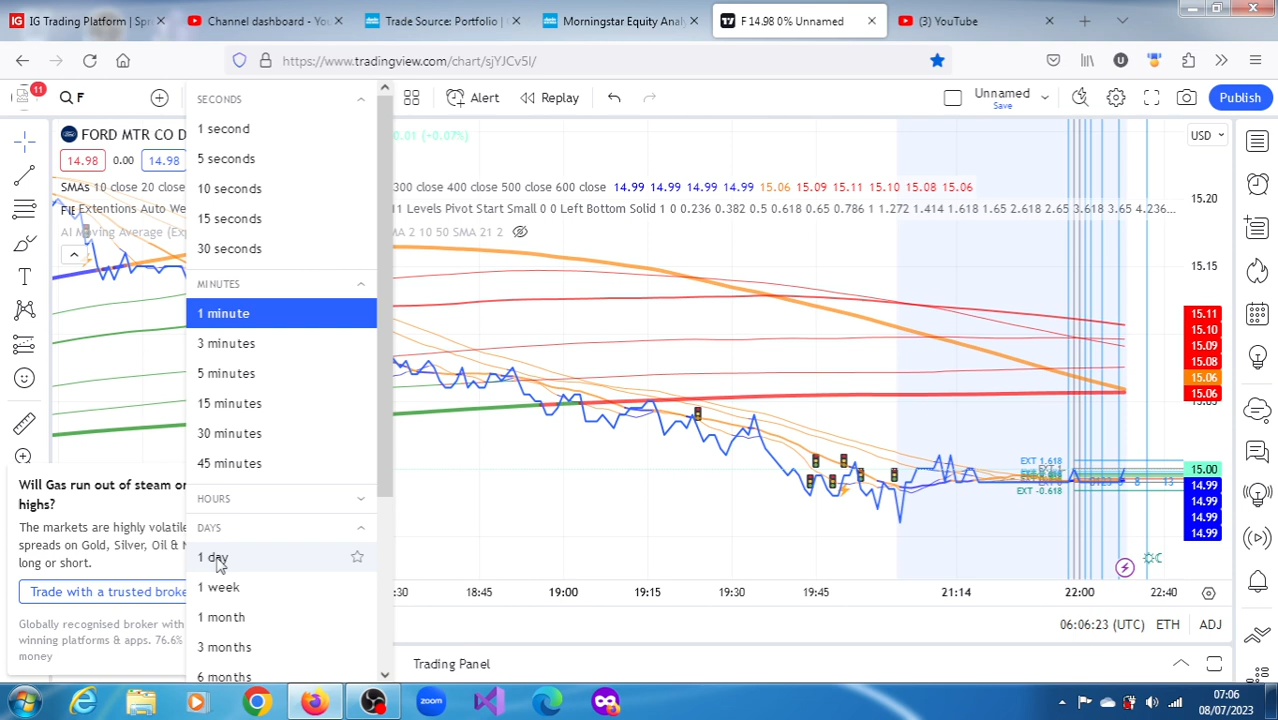 IG Trading Platform | Spre
Channel dashboard - You
Trade Source: Portfolio |
Morningstar Equity Analy
F 14.98 0% Unnamed
(3) YouTube
https://www.tradingview.com/chart/sjYJCv5l/
11
F
Alert
Replay
Unnamed
Save
Publish
SECONDS
1 second
5 seconds
10 seconds
15 seconds
30 seconds
MINUTES
1 minute
3 minutes
5 minutes
15 minutes
30 minutes
45 minutes
HOURS
DAYS
1 day
1 week
1 month
3 months
6 months
FORD MTR CO D
0.01 (+0.07%)
USD
14.98
0.00
14.98
SMAs 10 close 20 close
300 close 400 close 500 close 600 close 14.99 14.99 14.99 14.99 15.06 15.09 15.11 15.10 15.08 15.06
Extentions Auto We
11 Levels Pivot Start Small 0 0 Left Bottom Solid 1 0 0.236 0.382 0.5 0.618 0.65 0.786 1 1.272 1.414 1.618 1.65 2.618 2.65 3.618 3.65 4.236...
AI Moving Average (Ex
MA 2 10 50 SMA 21 2
15.20
15.15
15.11
15.10
15.09
15.08
15.06
15.06
15.00
14.99
14.99
14.99
14.99
EXT 1.618
EXT -0.618
8
13
Will Gas run out of steam or
highs?
The markets are highly volatile
spreads on Gold, Silver, Oil &
long or short.
Trade with a trusted broke
Globally recognised broker with
winning platforms & apps. 76.6%
money
:30
18:45
19:00
19:15
19:30
19:45
21:14
22:00
22:40
06:06:23 (UTC)
ETH
ADJ
Trading Panel
zoom
07:06
08/07/2023